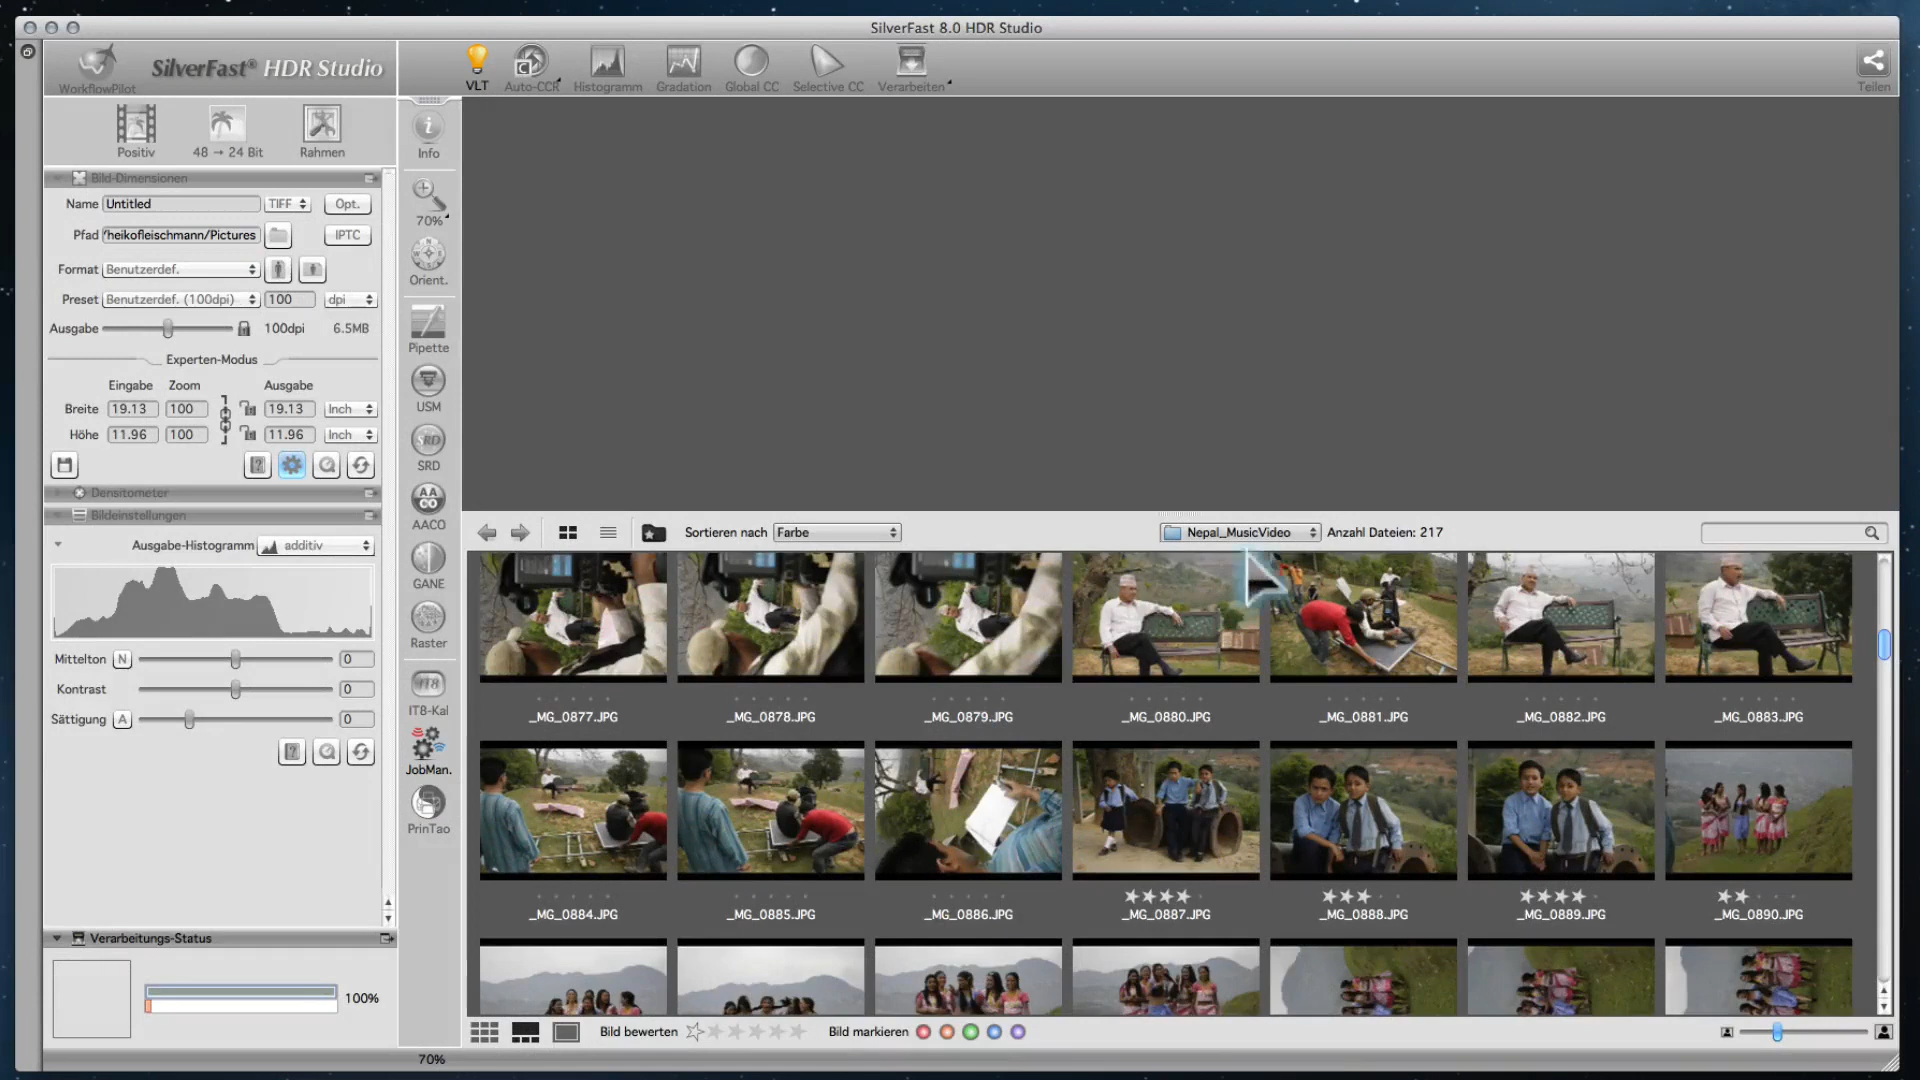 SilverFast 8.0 HDR Studio
WorkflowPilot
SilverFast® HDR Studio
VLT
Auto-CCR
Histogramm
Gradation
Global CC
Selective CC
Verarbeiten
Teilen
Positiv
48 → 24 Bit
Rahmen
Bild-Dimensionen
Name Untitled TIFF Opt.
Pfad /heikofleischmann/Pictures IPTC
Format Benutzerdef.
Preset Benutzerdef. (100dpi) 100 dpi
Ausgabe 100dpi 6.5MB
Experten-Modus
Eingabe Zoom Ausgabe
Breite 19.13 100 19.13 Inch
Höhe 11.96 100 11.96 Inch
Densitometer
Bildeinstellungen
Ausgabe-Histogramm additiv
Mittelton N 0
Kontrast 0
Sättigung A 0
Verarbeitungs-Status
100%
Info
70%
Orient.
Pipette
USM
SRD
SRD
AA
CO
AACO
GANE
Raster
IT8
IT8-Kal
JobMan.
PrinTao
Sortieren nach Farbe
Nepal_MusicVideo Anzahl Dateien: 217
_MG_0877.JPG
_MG_0878.JPG
_MG_0879.JPG
_MG_0880.JPG
_MG_0881.JPG
_MG_0882.JPG
_MG_0883.JPG
_MG_0884.JPG
_MG_0885.JPG
_MG_0886.JPG
_MG_0887.JPG
_MG_0888.JPG
_MG_0889.JPG
_MG_0890.JPG
Bild bewerten
Bild markieren
70%